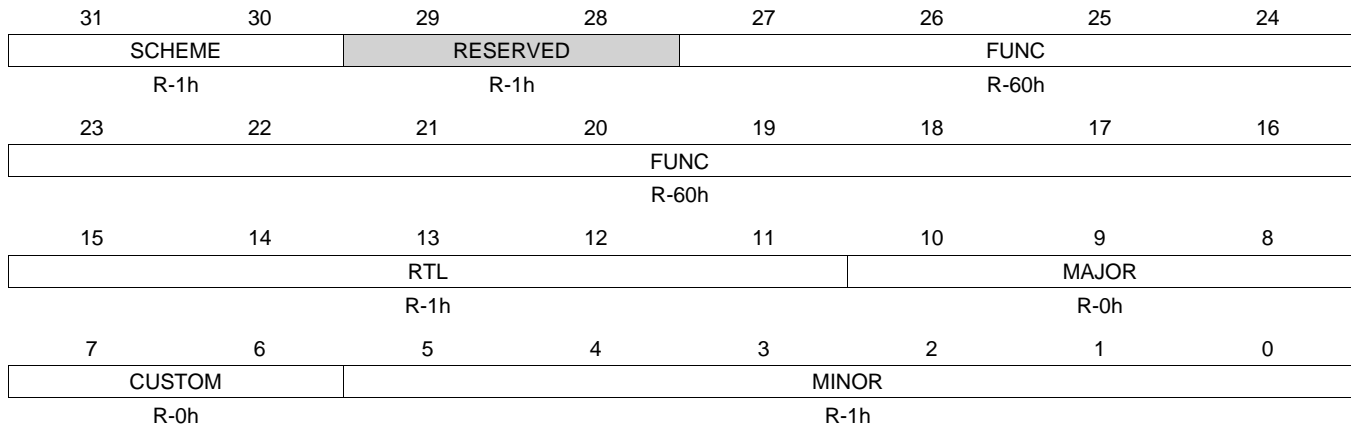 31 30 29 28 27 26 25 24
SCHEME RESERVED FUNC
R-1h R-1h R-60h
23 22 21 20 19 18 17 16
FUNC
R-60h
15 14 13 12 11 10 9 8
RTL MAJOR
R-1h R-0h
7 6 5 4 3 2 1 0
CUSTOM MINOR
R-0h R-1h